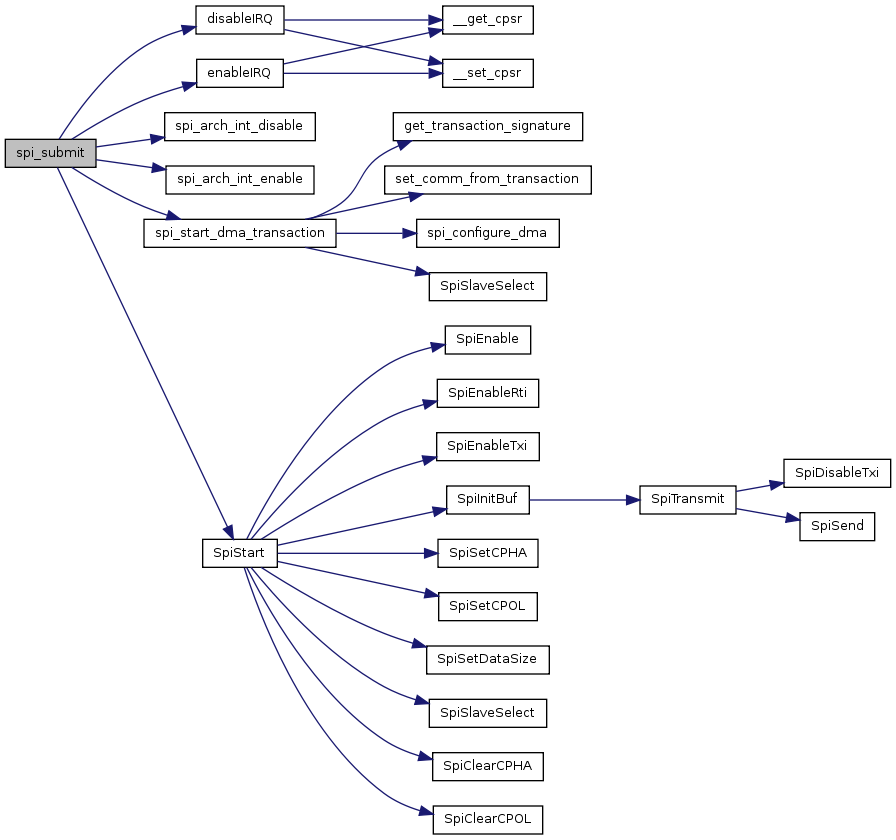 spi_submit
disableIRQ
__get_cpsr
enableIRQ
__set_cpsr
spi_arch_int_disable
spi_arch_int_enable
spi_start_dma_transaction
get_transaction_signature
set_comm_from_transaction
spi_configure_dma
SpiSlaveSelect
SpiStart
SpiEnable
SpiEnableRti
SpiEnableTxi
SpiInitBuf
SpiTransmit
SpiDisableTxi
SpiSend
SpiSetCPHA
SpiSetCPOL
SpiSetDataSize
SpiSlaveSelect
SpiClearCPHA
SpiClearCPOL